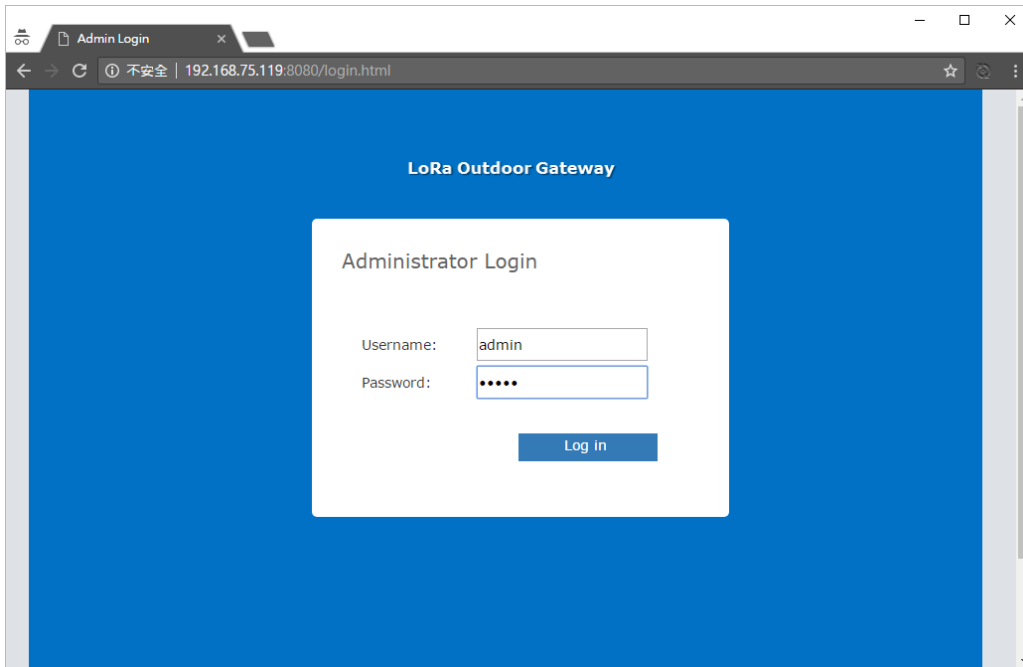 Admin Login
不安全 192.168.75.119:8080/login.html
LoRa Outdoor Gateway
Administrator Login
Username: admin
Password: •••••
Log in